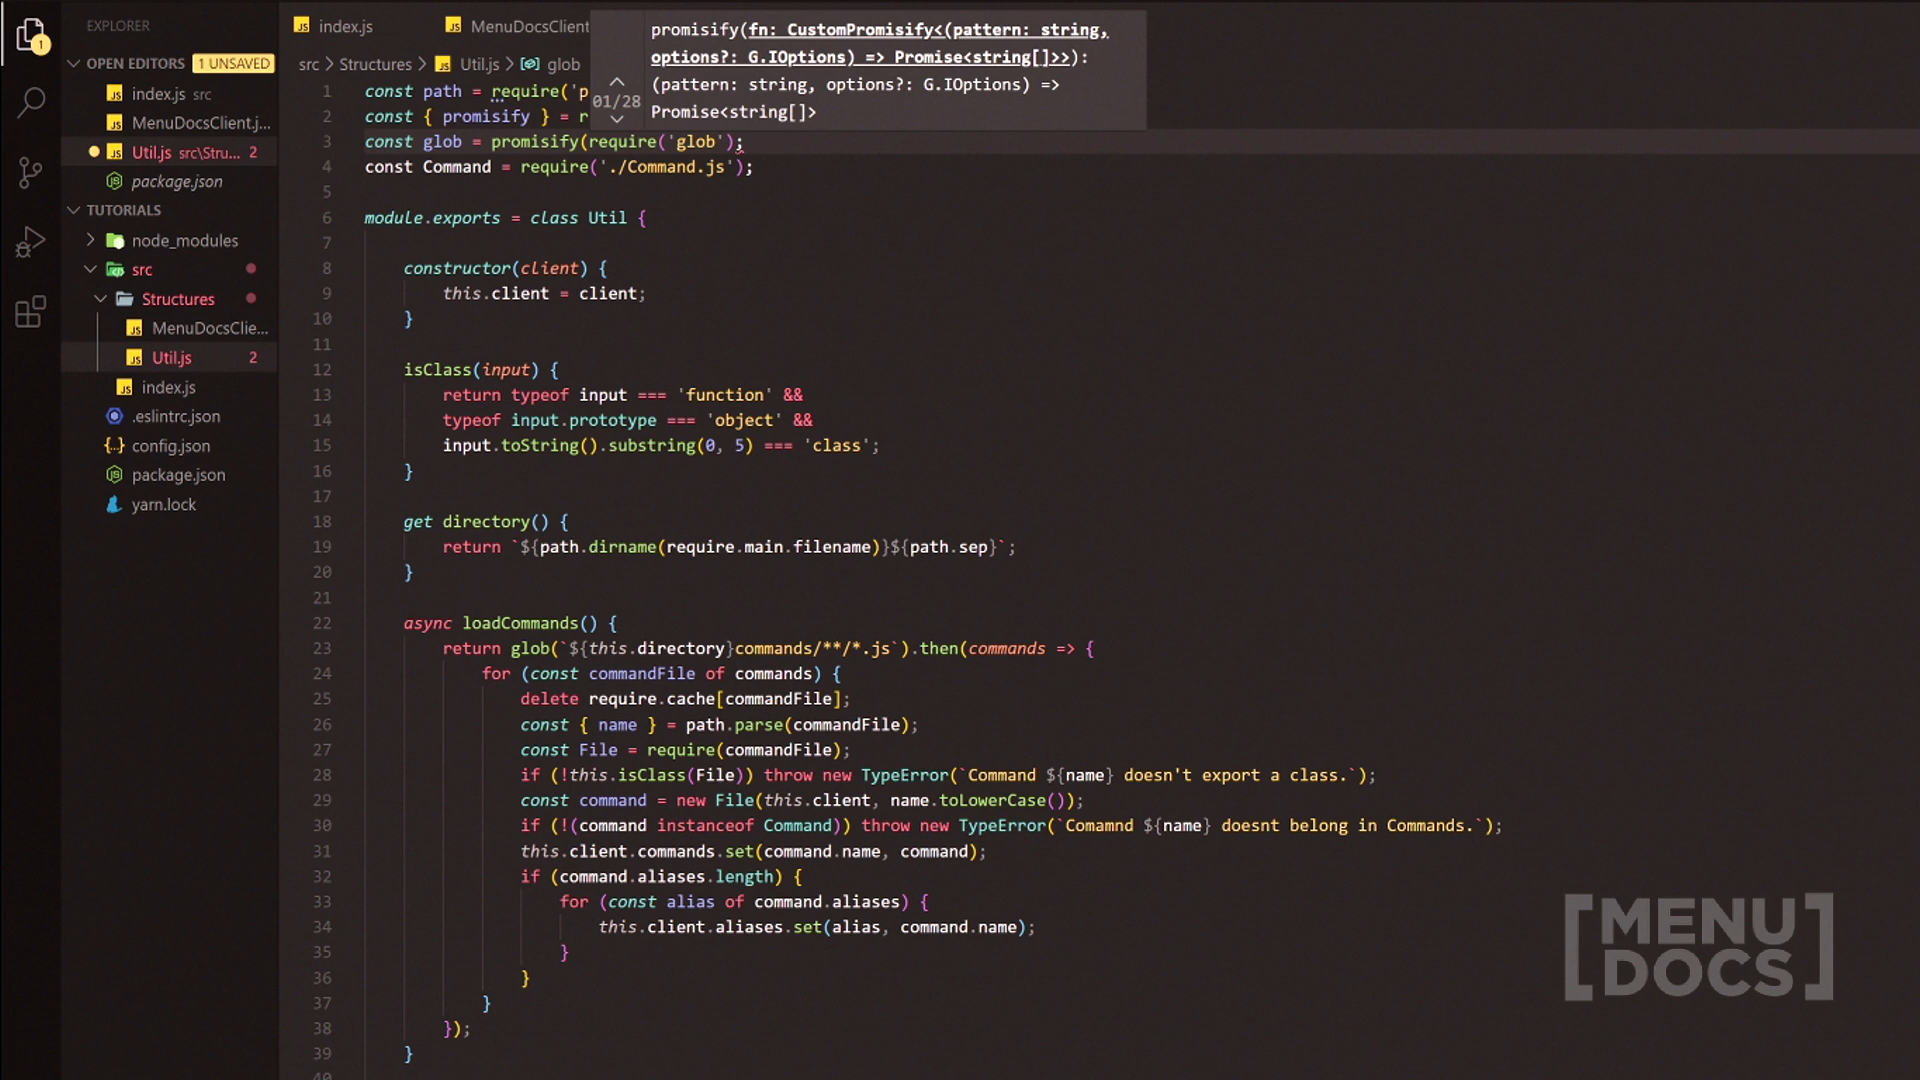 EXPLORER
OPEN EDITORS 1 UNSAVED
index.js src
MenuDocsClient.j...
Util.js src\Stru... 2
package.json
TUTORIALS
node_modules
src
Structures
MenuDocsClie...
Util.js 2
index.js
.eslintrc.json
config.json
package.json
yarn.lock
1
index.js MenuDocsClient
src > Structures > Util.js > glob
promisify(fn: CustomPromisify<(pattern: string,
options?: G.IOptions) => Promise<string[]>>):
(pattern: string, options?: G.IOptions) =>
Promise<string[]>
01/28
1 const path = require('p
2 const { promisify } = r
3 const glob = promisify(require('glob');
4 const Command = require('./Command.js');
5
6 module.exports = class Util {
7
8 constructor(client) {
9 this.client = client;
10 }
11
12 isClass(input) {
13 return typeof input === 'function' &&
14 typeof input.prototype === 'object' &&
15 input.toString().substring(0, 5) === 'class';
16 }
17
18 get directory() {
19 return `${path.dirname(require.main.filename)}${path.sep}`;
20 }
21
22 async loadCommands() {
23 return glob(`${this.directory}commands/**/*.js`).then(commands => {
24 for (const commandFile of commands) {
25 delete require.cache[commandFile];
26 const { name } = path.parse(commandFile);
27 const File = require(commandFile);
28 if (!this.isClass(File)) throw new TypeError(`Command ${name} doesn't export a class.`);
29 const command = new File(this.client, name.toLowerCase());
30 if (!(command instanceof Command)) throw new TypeError(`Comamnd ${name} doesnt belong in Commands.`);
31 this.client.commands.set(command.name, command);
32 if (command.aliases.length) {
33 for (const alias of command.aliases) {
34 this.client.aliases.set(alias, command.name);
35 }
36 }
37 }
38 });
39 }
40
[MENU
DOCS]